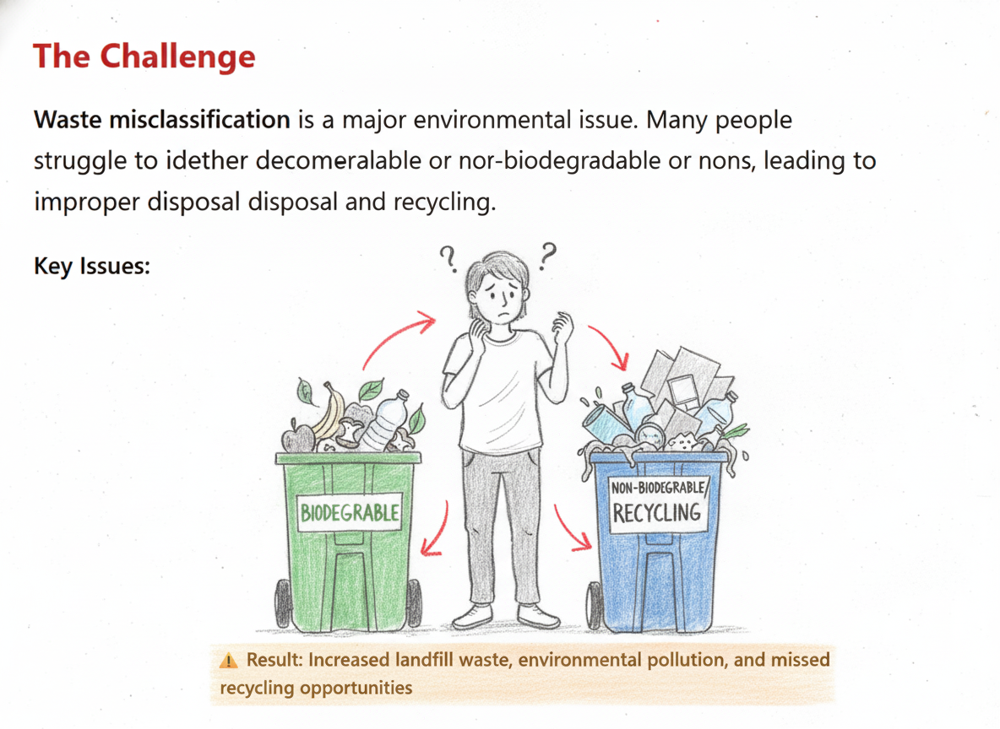 The Challenge
Waste misclassification is a major environmental issue. Many people
struggle to idether decomeralable or nor-biodegradable or nons, leading to
improper disposal disposal and recycling.
Key Issues:
? ?
BIODEGRABLE
NON-BIODEGRABLE/
RECYCLING
⚠ Result: Increased landfill waste, environmental pollution, and missed
recycling opportunities